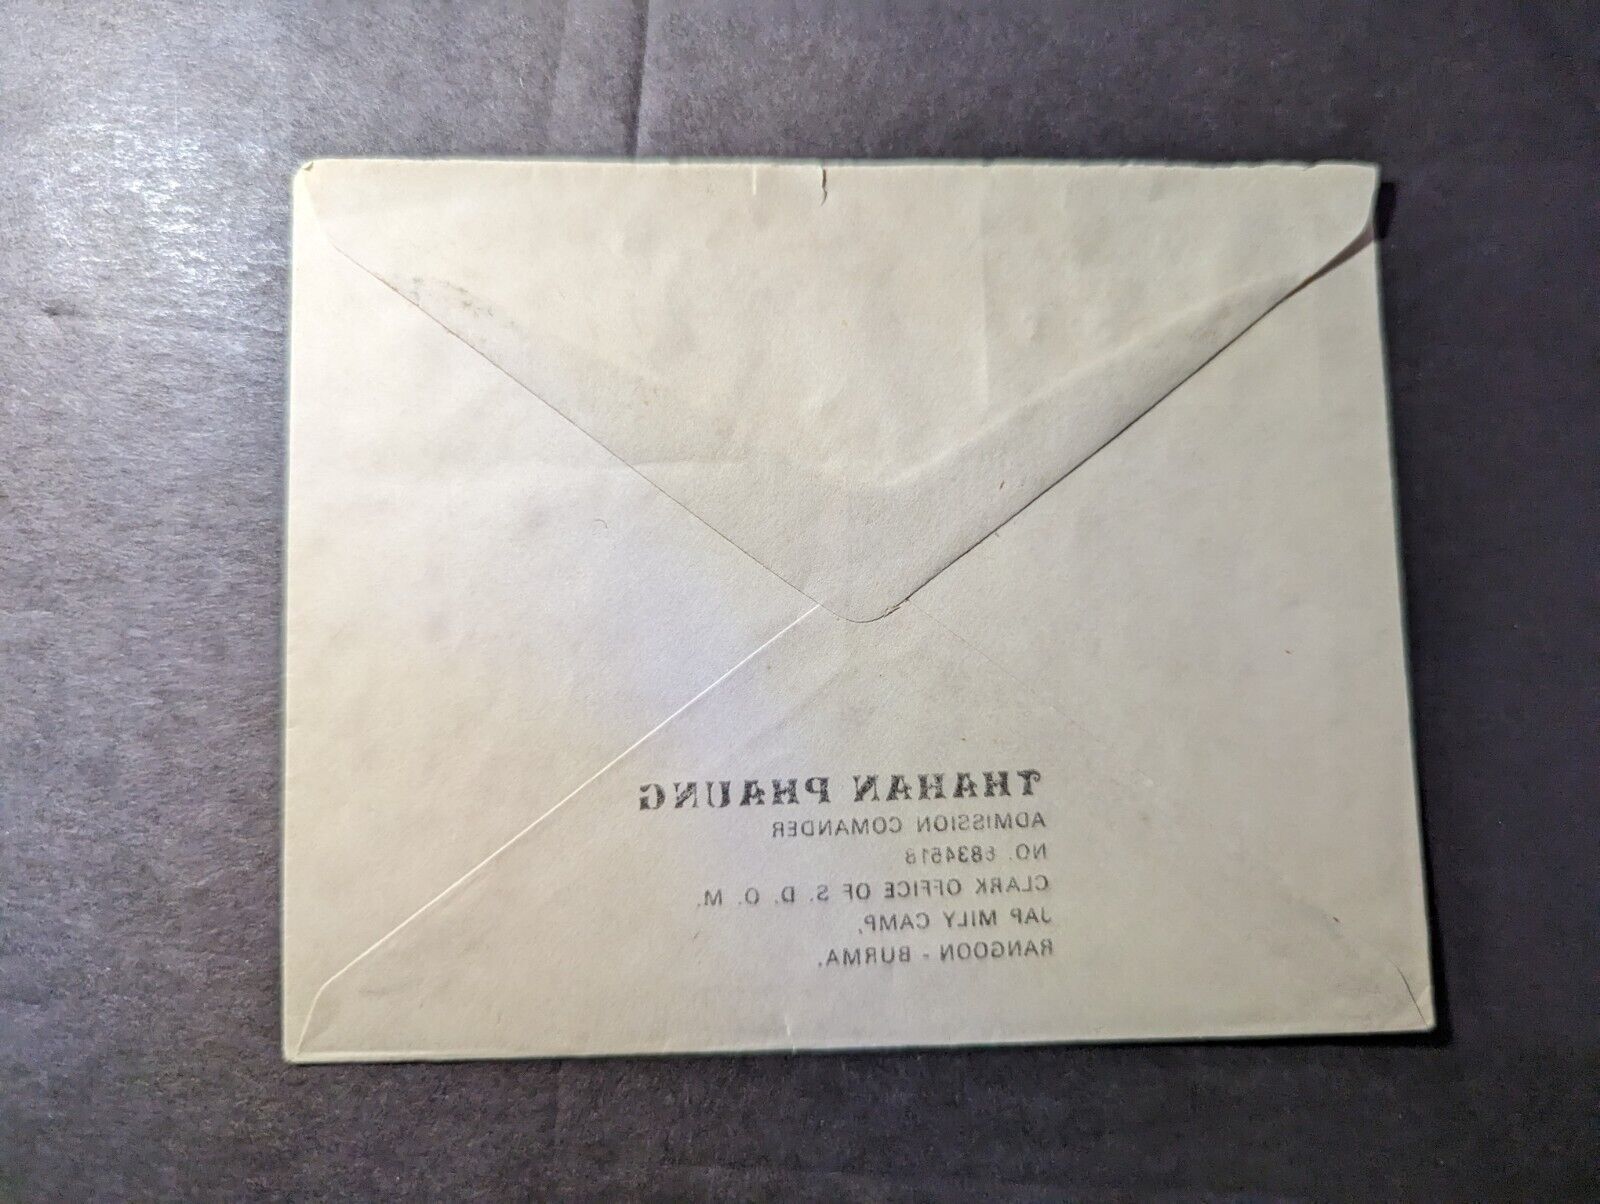 THAHAN PHAUNG
ADMISSION COMANDER
NO. 6834518
CLARK OFFICE OF S. D. O. M.
JAP MILY CAMP,
RANGOON - BURMA.